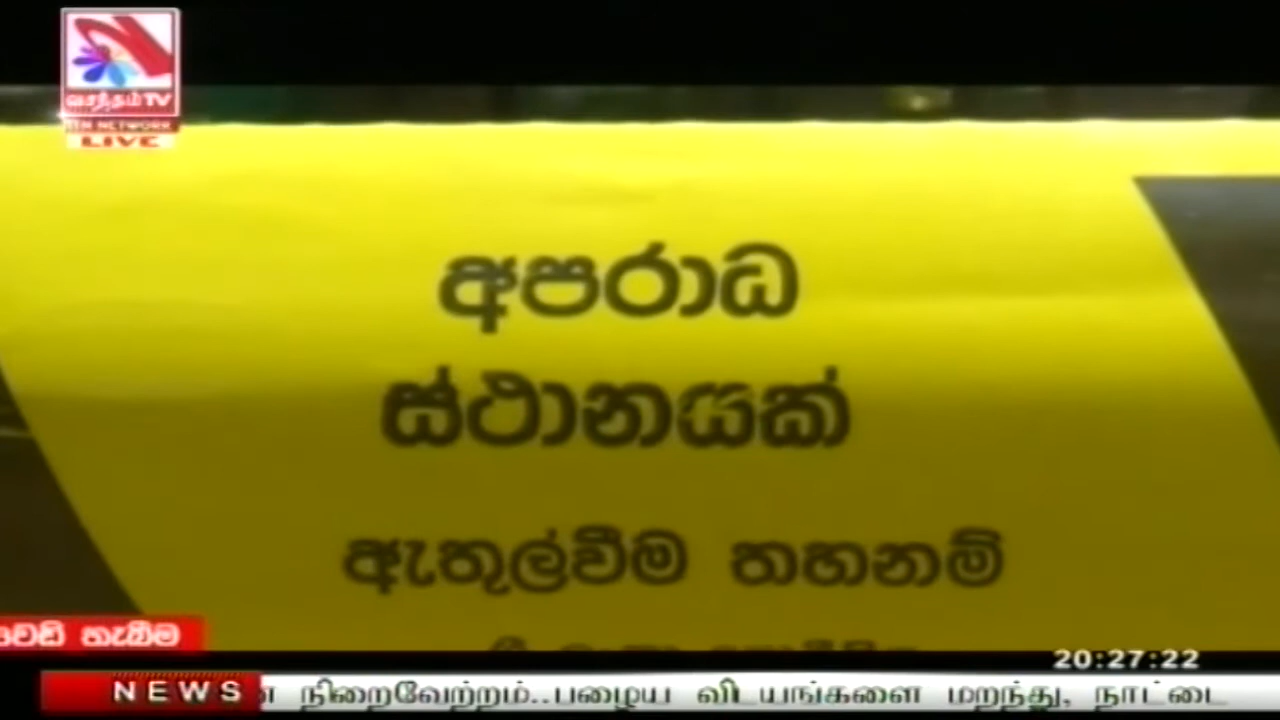 வசந்தம் TV
ITN NETWORK
LIVE
අපරාධ
ස්ථානයක්
ඇතුල්වීම තහනම්
වෙඩි තැබීම
20:27:22
NEWS
நிறைவேற்றம்..பழைய விடயங்களை மறந்து, நாட்டை